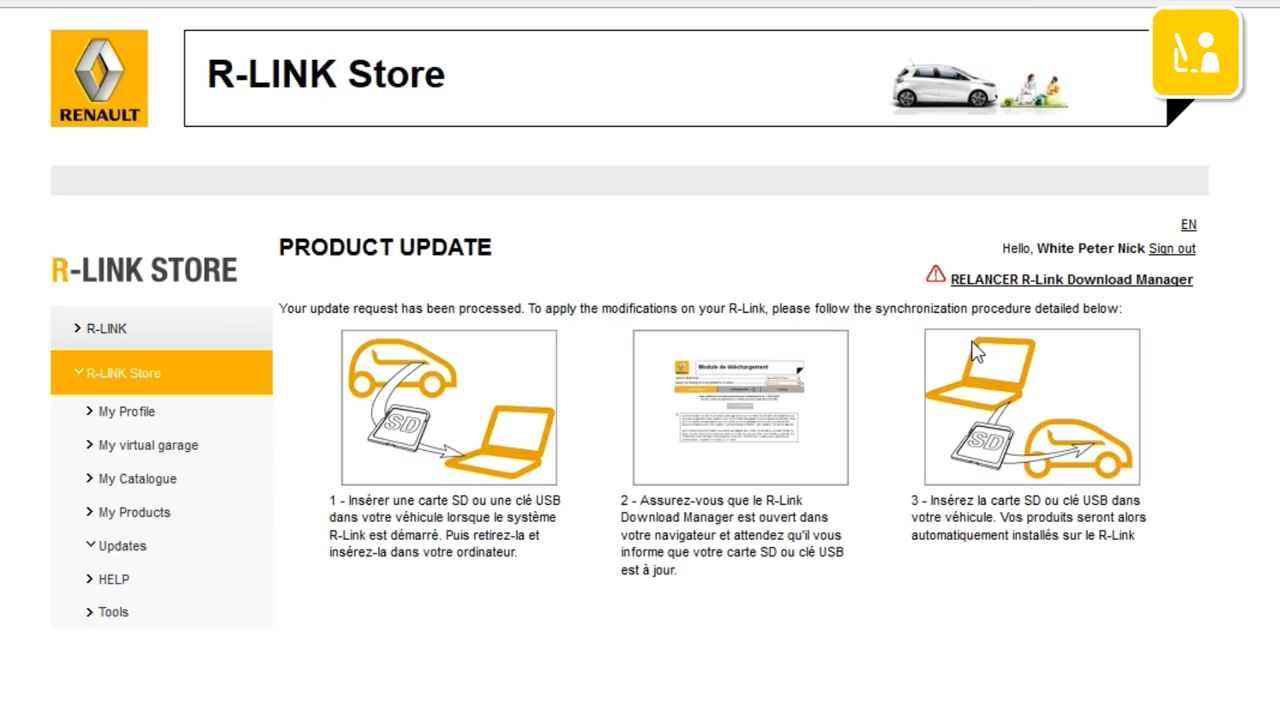 RENAULT
R-LINK Store
EN
Hello, White Peter Nick Sign out
RELANCER R-Link Download Manager
R-LINK STORE
R-LINK
R-LINK Store
My Profile
My virtual garage
My Catalogue
My Products
Updates
HELP
Tools
PRODUCT UPDATE
Your update request has been processed. To apply the modifications on your R-Link, please follow the synchronization procedure detailed below:
SD
1 - Insérer une carte SD ou une clé USB
dans votre véhicule lorsque le système
R-Link est démarré. Puis retirez-la et
insérez-la dans votre ordinateur.
Module de téléchargement
2 - Assurez-vous que le R-Link
Download Manager est ouvert dans
votre navigateur et attendez qu'il vous
informe que votre carte SD ou clé USB
est à jour.
SD
3 - Insérez la carte SD ou clé USB dans
votre véhicule. Vos produits seront alors
automatiquement installés sur le R-Link